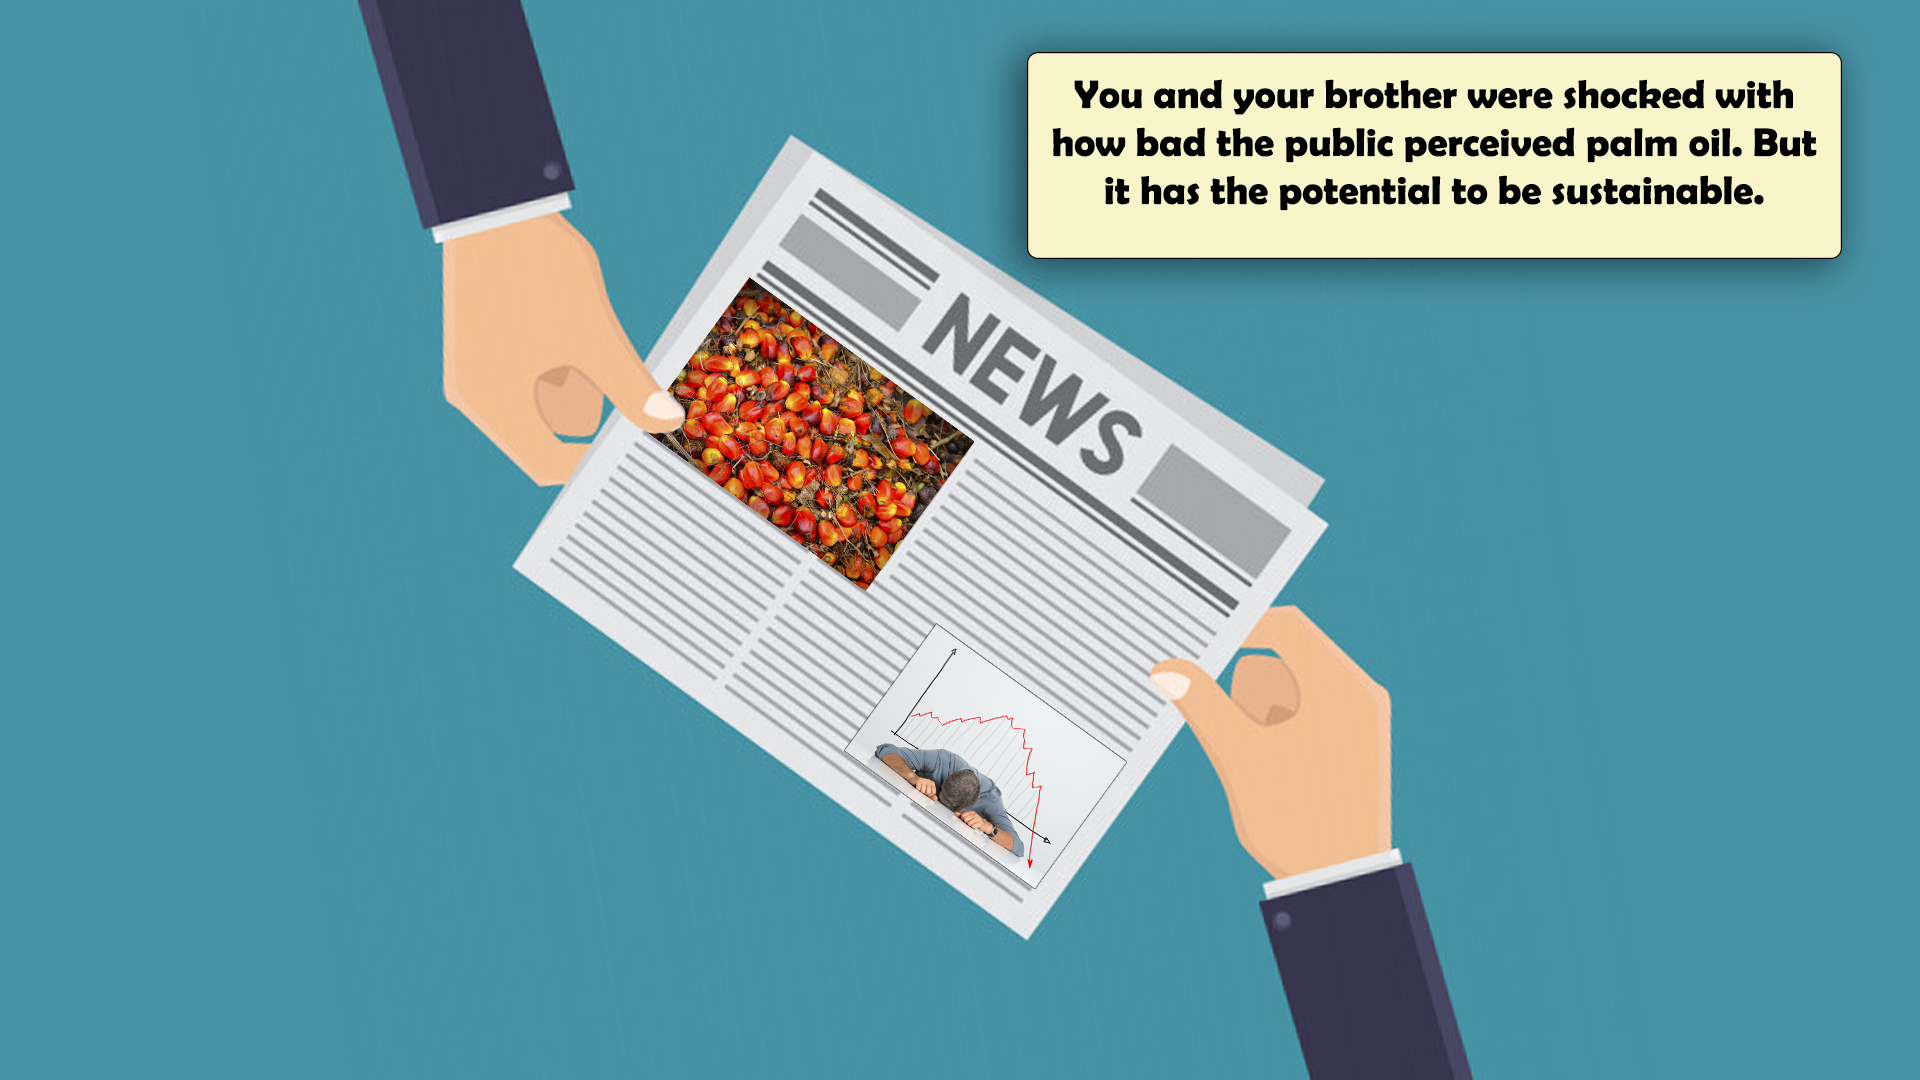 You and your brother were shocked with
how bad the public perceived palm oil. But
it has the potential to be sustainable.
NEWS